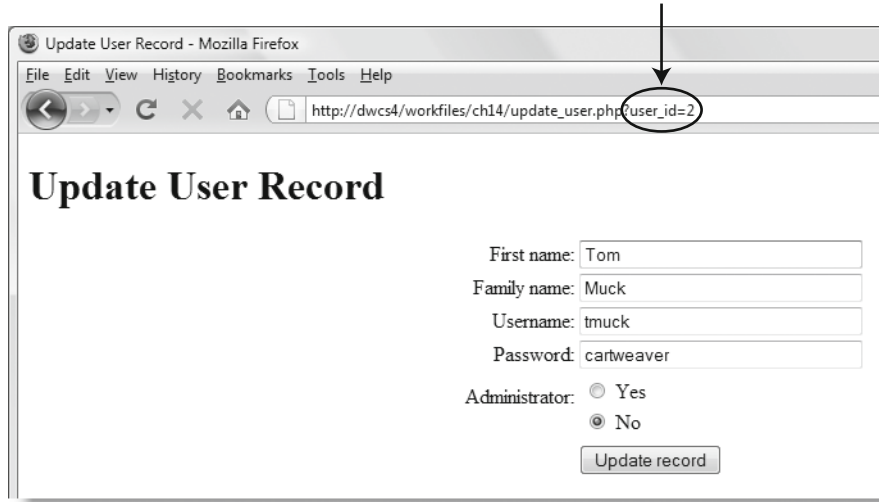 Update User Record - Mozilla Firefox
File Edit View History Bookmarks Tools Help
http://dwcs4/workfiles/ch14/update_user.php?user_id=2
Update User Record
First name: Tom
Family name: Muck
Username: tmuck
Password: cartweaver
Administrator: Yes
No
Update record